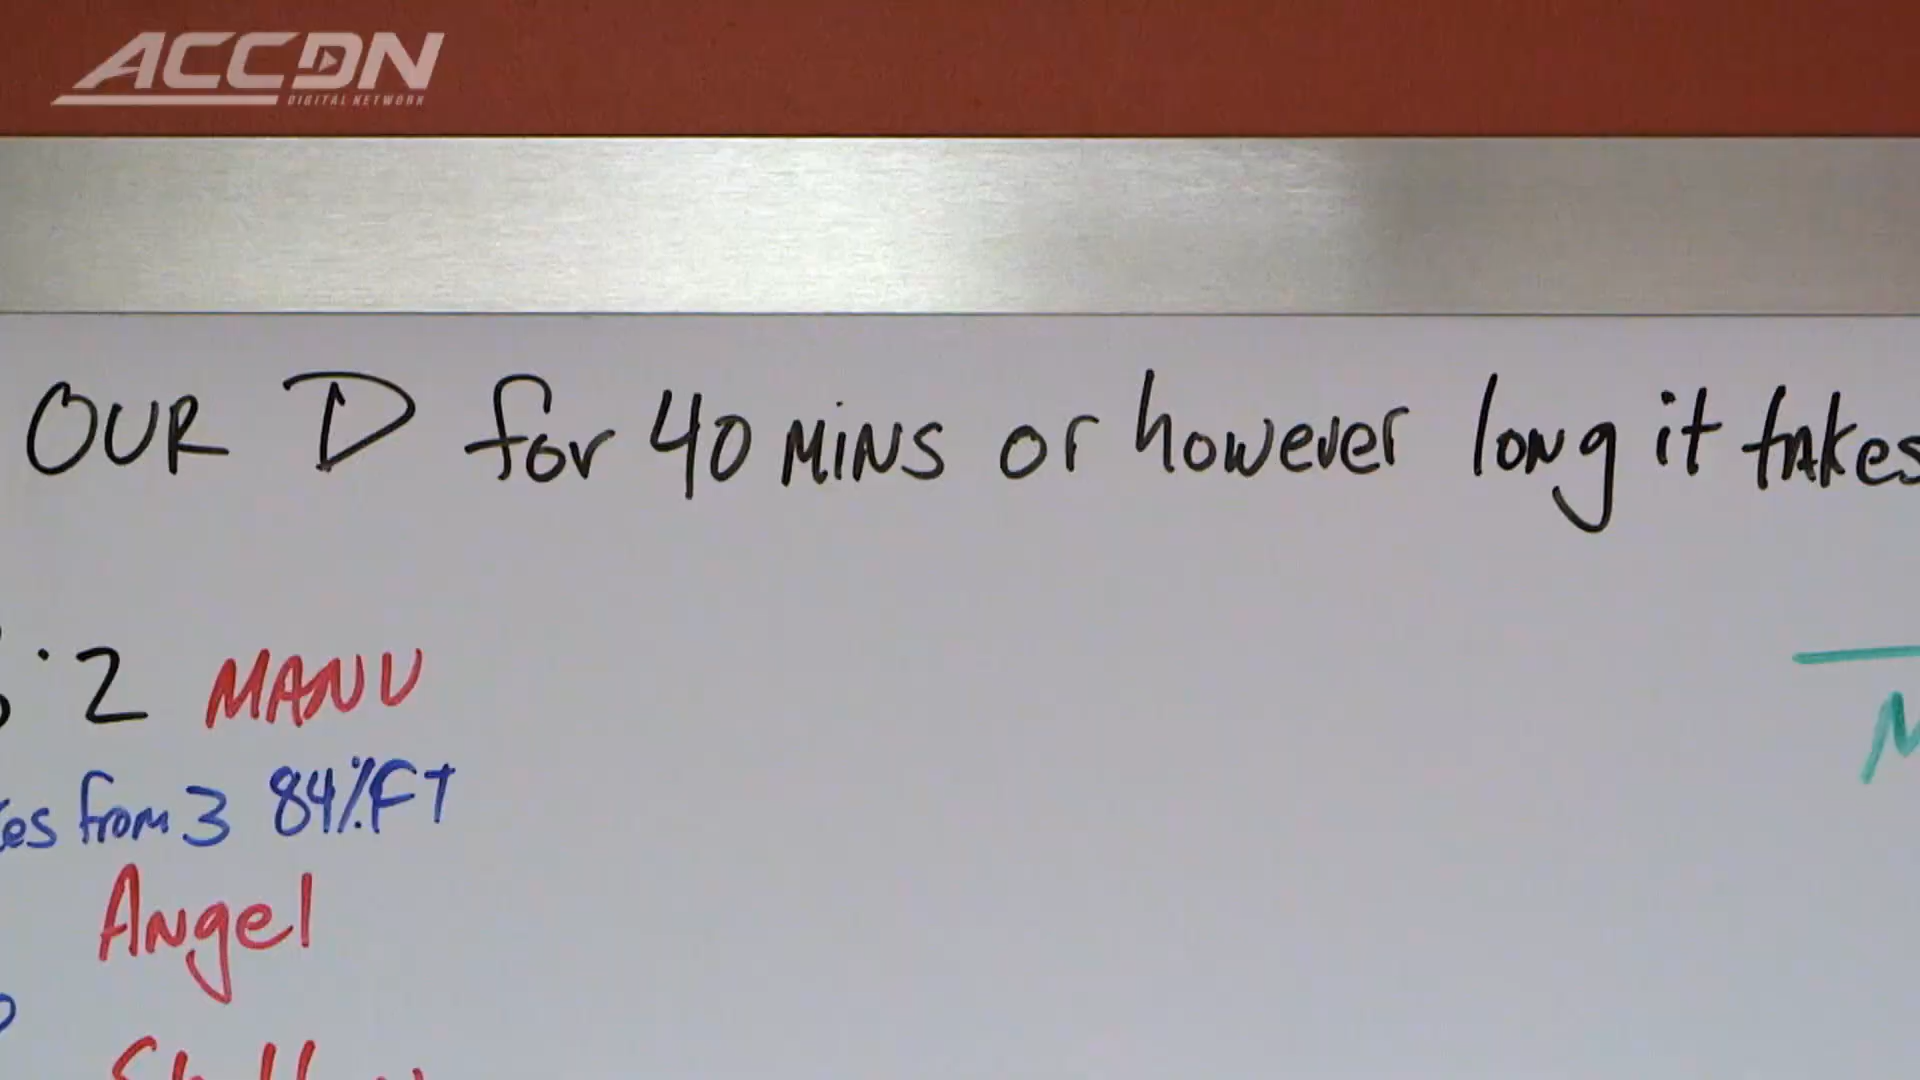 ACCDN
DIGITAL NETWORK
OUR D for 40 MINS or however long it takes
2 MANU
from 3 84% FT
Angel